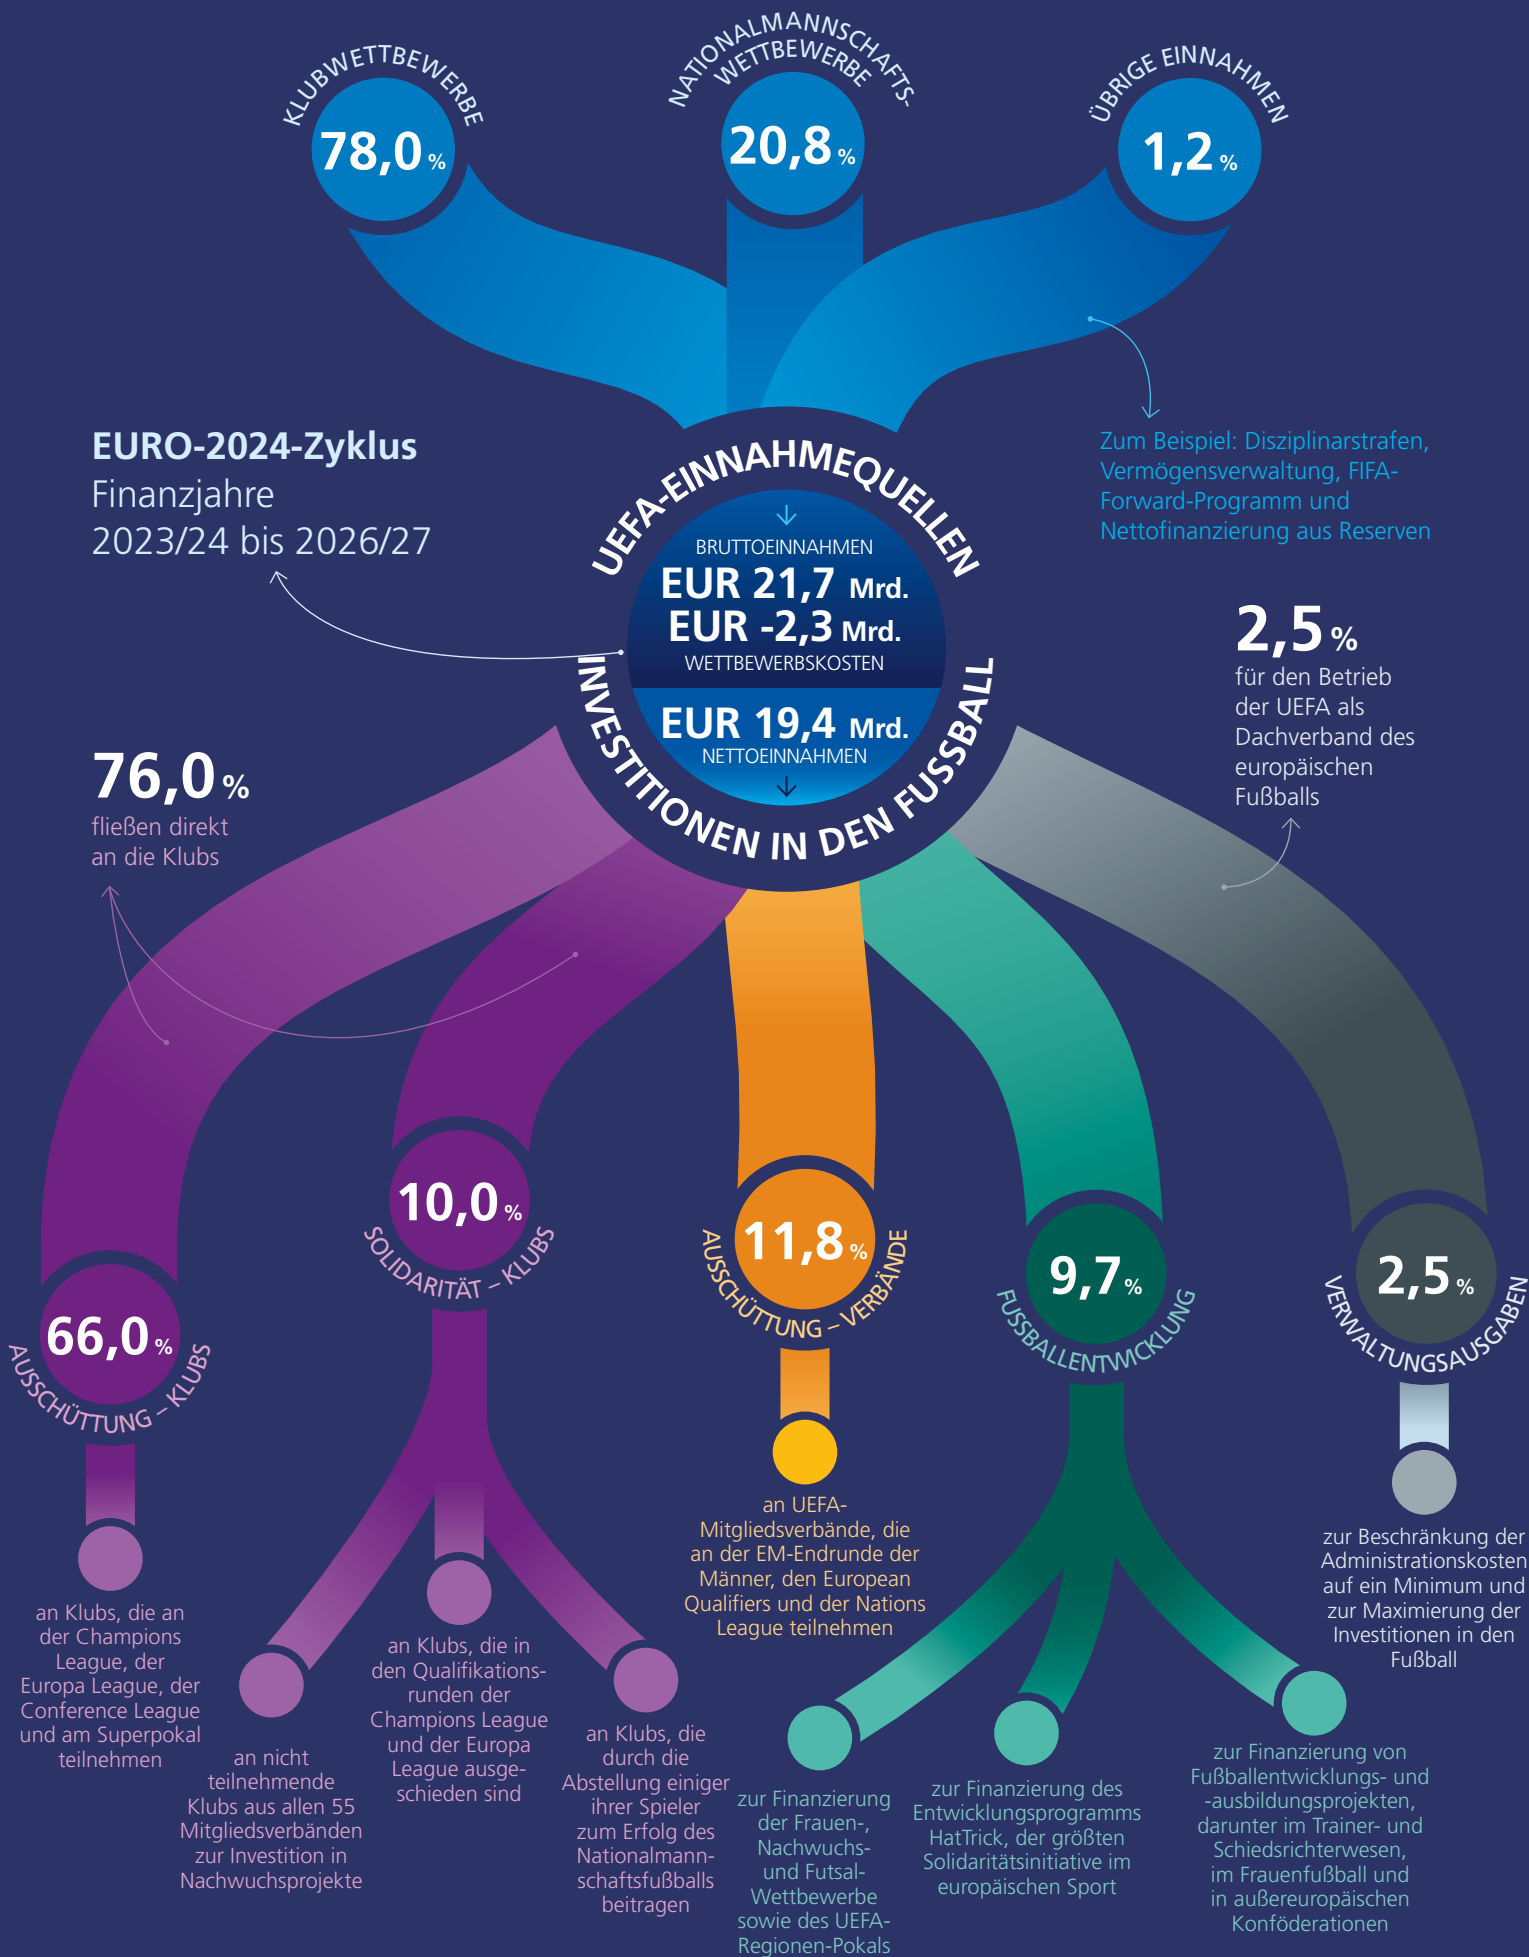 KLUBWETTBEWERBE
78,0 %
NATIONALMANNSCHAFTS-
WETTBEWERBE
20,8 %
ÜBRIGE EINNAHMEN
1,2 %
EURO-2024-Zyklus
Finanzjahre
2023/24 bis 2026/27
Zum Beispiel: Disziplinarstrafen,
Vermögensverwaltung, FIFA-
Forward-Programm und
Nettofinanzierung aus Reserven
UEFA-EINNAHMEQUELLEN
BRUTTOEINNAHMEN
EUR 21,7 Mrd.
EUR -2,3 Mrd.
WETTBEWERBSKOSTEN
EUR 19,4 Mrd.
NETTOEINNAHMEN
INVESTITIONEN IN DEN FUSSBALL
2,5 %
für den Betrieb
der UEFA als
Dachverband des
europäischen
Fußballs
76,0 %
fließen direkt
an die Klubs
66,0 %
AUSSCHÜTTUNG – KLUBS
an Klubs, die an
der Champions
League, der
Europa League, der
Conference League
und am Superpokal
teilnehmen
10,0 %
SOLIDARITÄT – KLUBS
an nicht
teilnehmende
Klubs aus allen 55
Mitgliedsverbänden
zur Investition in
Nachwuchsprojekte
an Klubs, die in
den Qualifikations-
runden der
Champions League
und der Europa
League ausge-
schieden sind
an Klubs, die
durch die
Abstellung einiger
ihrer Spieler
zum Erfolg des
Nationalmann-
schaftsfußballs
beitragen
11,8 %
AUSSCHÜTTUNG – VERBÄNDE
an UEFA-
Mitgliedsverbände, die
an der EM-Endrunde der
Männer, den European
Qualifiers und der Nations
League teilnehmen
9,7 %
FUSSBALLENTWICKLUNG
zur Finanzierung
der Frauen-,
Nachwuchs-
und Futsal-
Wettbewerbe
sowie des UEFA-
Regionen-Pokals
zur Finanzierung des
Entwicklungsprogramms
HatTrick, der größten
Solidaritätsinitiative im
europäischen Sport
zur Finanzierung von
Fußballentwicklungs- und
-ausbildungsprojekten,
darunter im Trainer- und
Schiedsrichterwesen,
im Frauenfußball und
in außereuropäischen
Konföderationen
2,5 %
VERWALTUNGSAUSGABEN
zur Beschränkung der
Administrationskosten
auf ein Minimum und
zur Maximierung der
Investitionen in den
Fußball